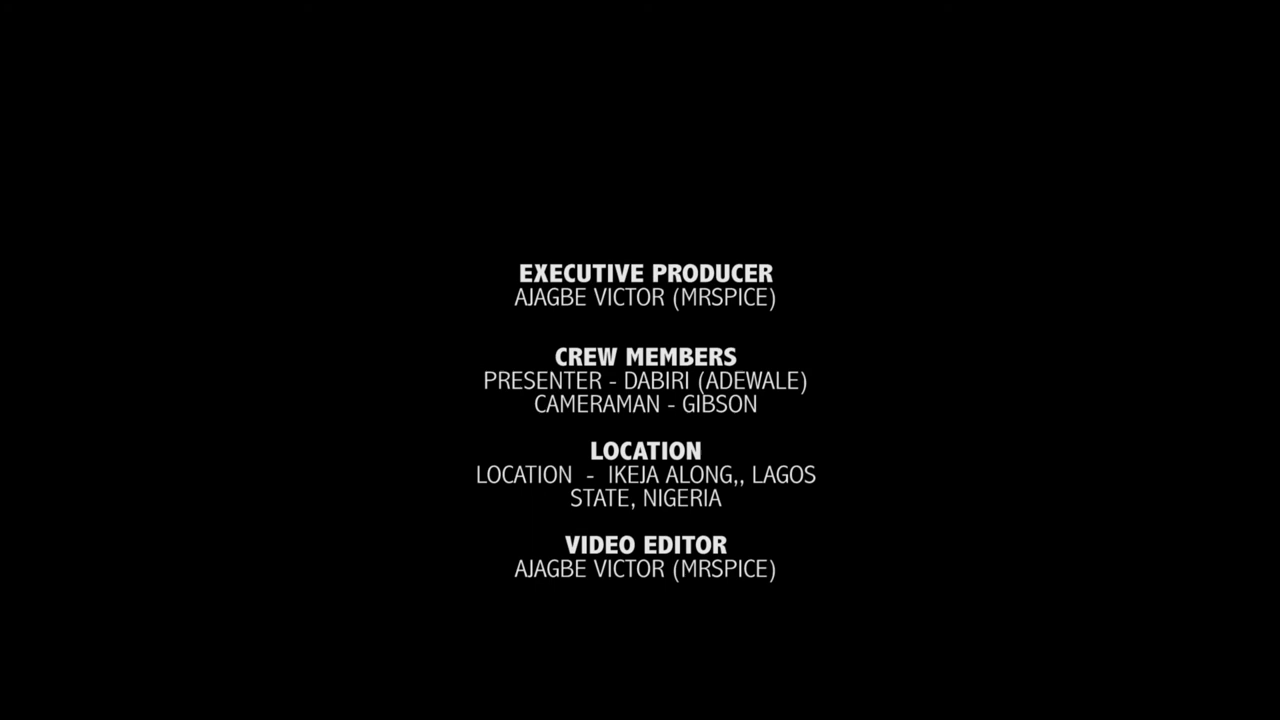 EXECUTIVE PRODUCER
AJAGBE VICTOR (MRSPICE)
CREW MEMBERS
PRESENTER - DABIRI (ADEWALE)
CAMERAMAN - GIBSON
LOCATION
LOCATION  -  IKEJA ALONG,, LAGOS
STATE, NIGERIA
VIDEO EDITOR
AJAGBE VICTOR (MRSPICE)